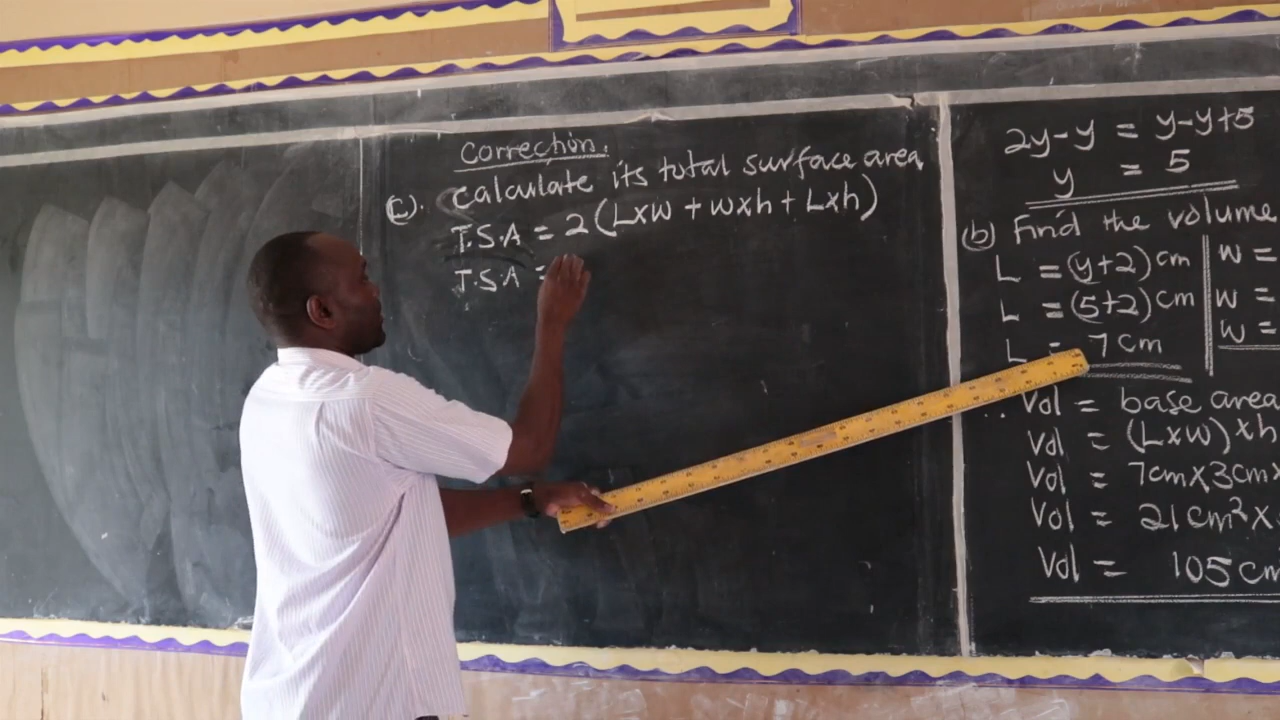 Correction.
(c). Calculate its total surface area
T.S.A = 2(LxW + wxh + Lxh)
T.S.A =
2y-y = y-y+5
y = 5
(b) Find the volume
L = (y+2)cm W =
L = (5+2)cm W =
L = 7cm W =
Vol = base area
Vol = (LxW)xh
Vol = 7cmx3cmx
Vol = 21cm²x
Vol = 105cm